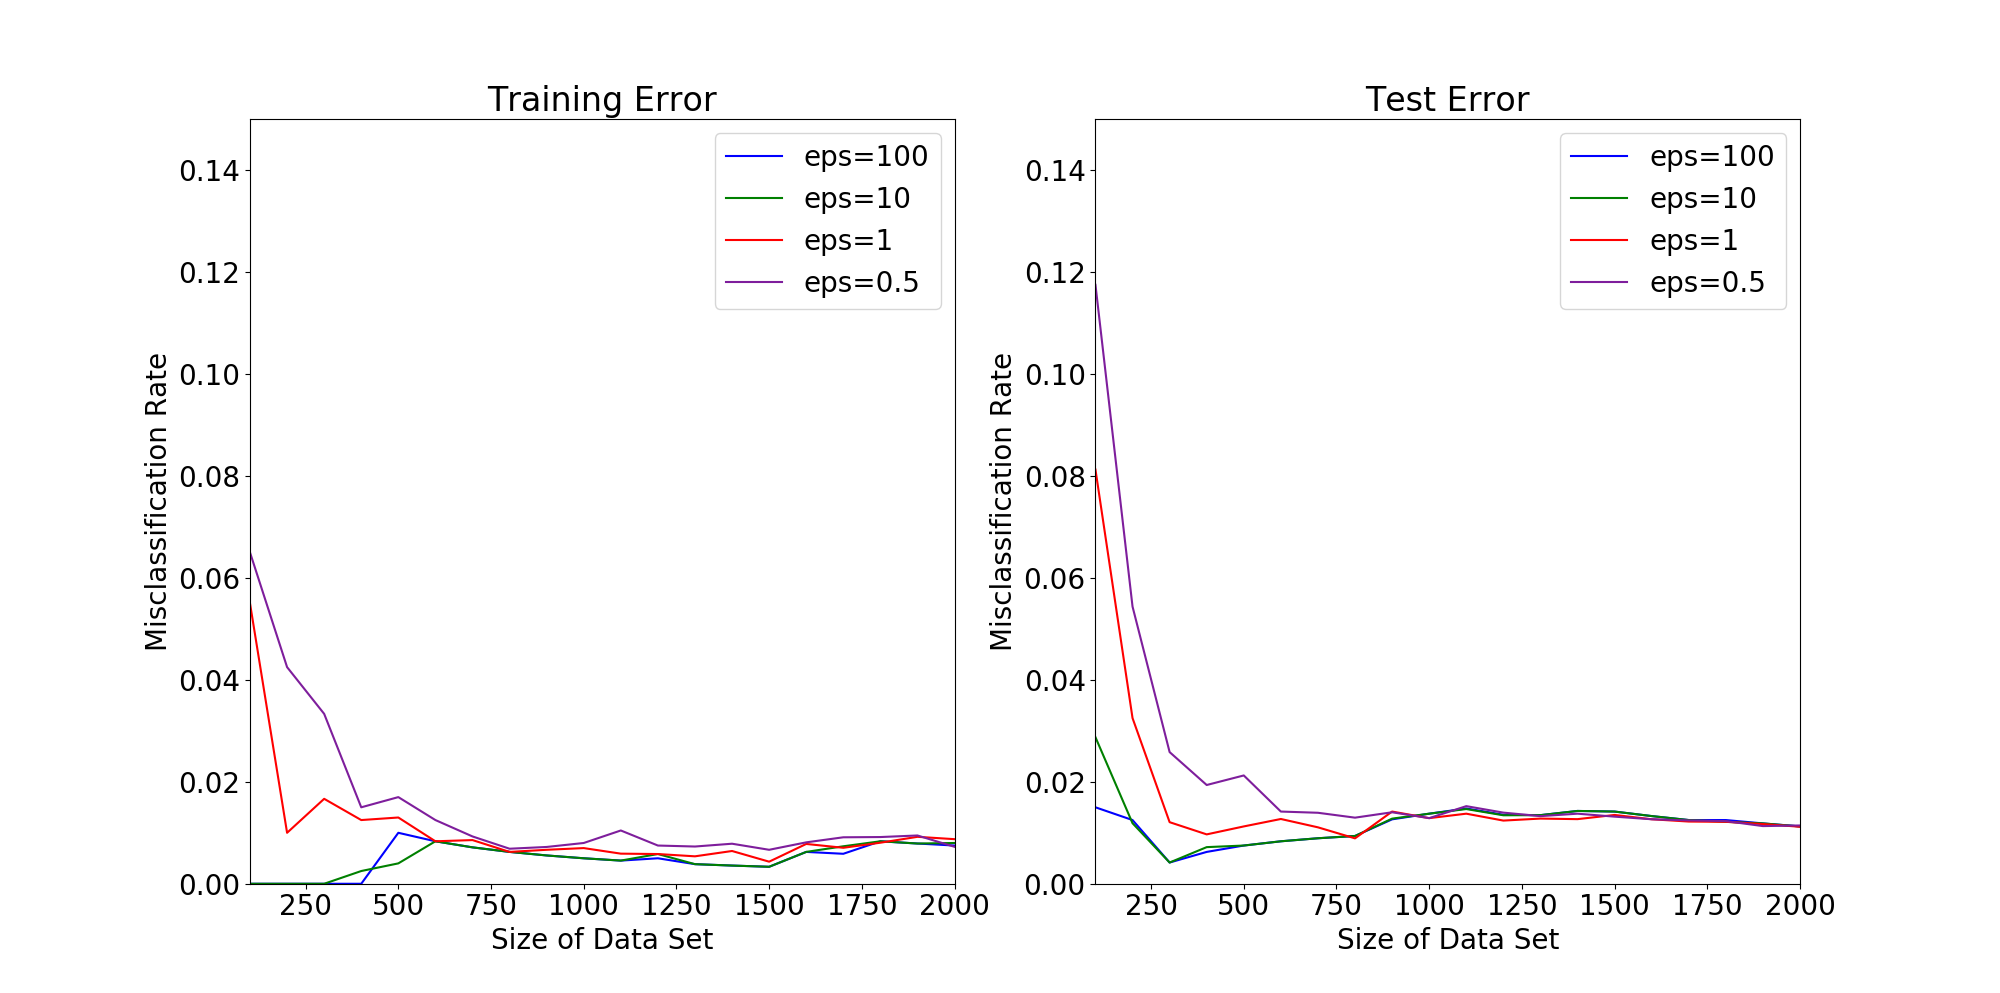 Training Error
Misclassification Rate
0.14
0.12
0.10
0.08
0.06
0.04
0.02
0.00
eps=100
eps=10
eps=1
eps=0.5
250 500 750 1000 1250 1500 1750 2000
Size of Data Set
Test Error
Misclassification Rate
0.14
0.12
0.10
0.08
0.06
0.04
0.02
0.00
eps=100
eps=10
eps=1
eps=0.5
250 500 750 1000 1250 1500 1750 2000
Size of Data Set